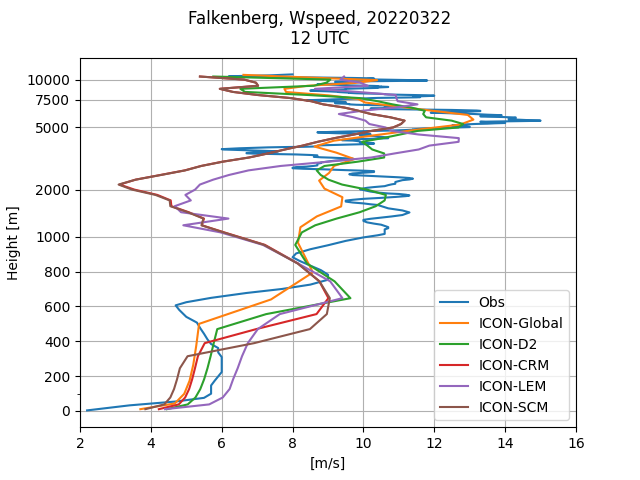 Falkenberg, Wspeed, 20220322
12 UTC
Height [m]
10000
7500
5000
2000
1000
800
600
400
200
0
Obs
ICON-Global
ICON-D2
ICON-CRM
ICON-LEM
ICON-SCM
2 4 6 8 10 12 14 16
[m/s]